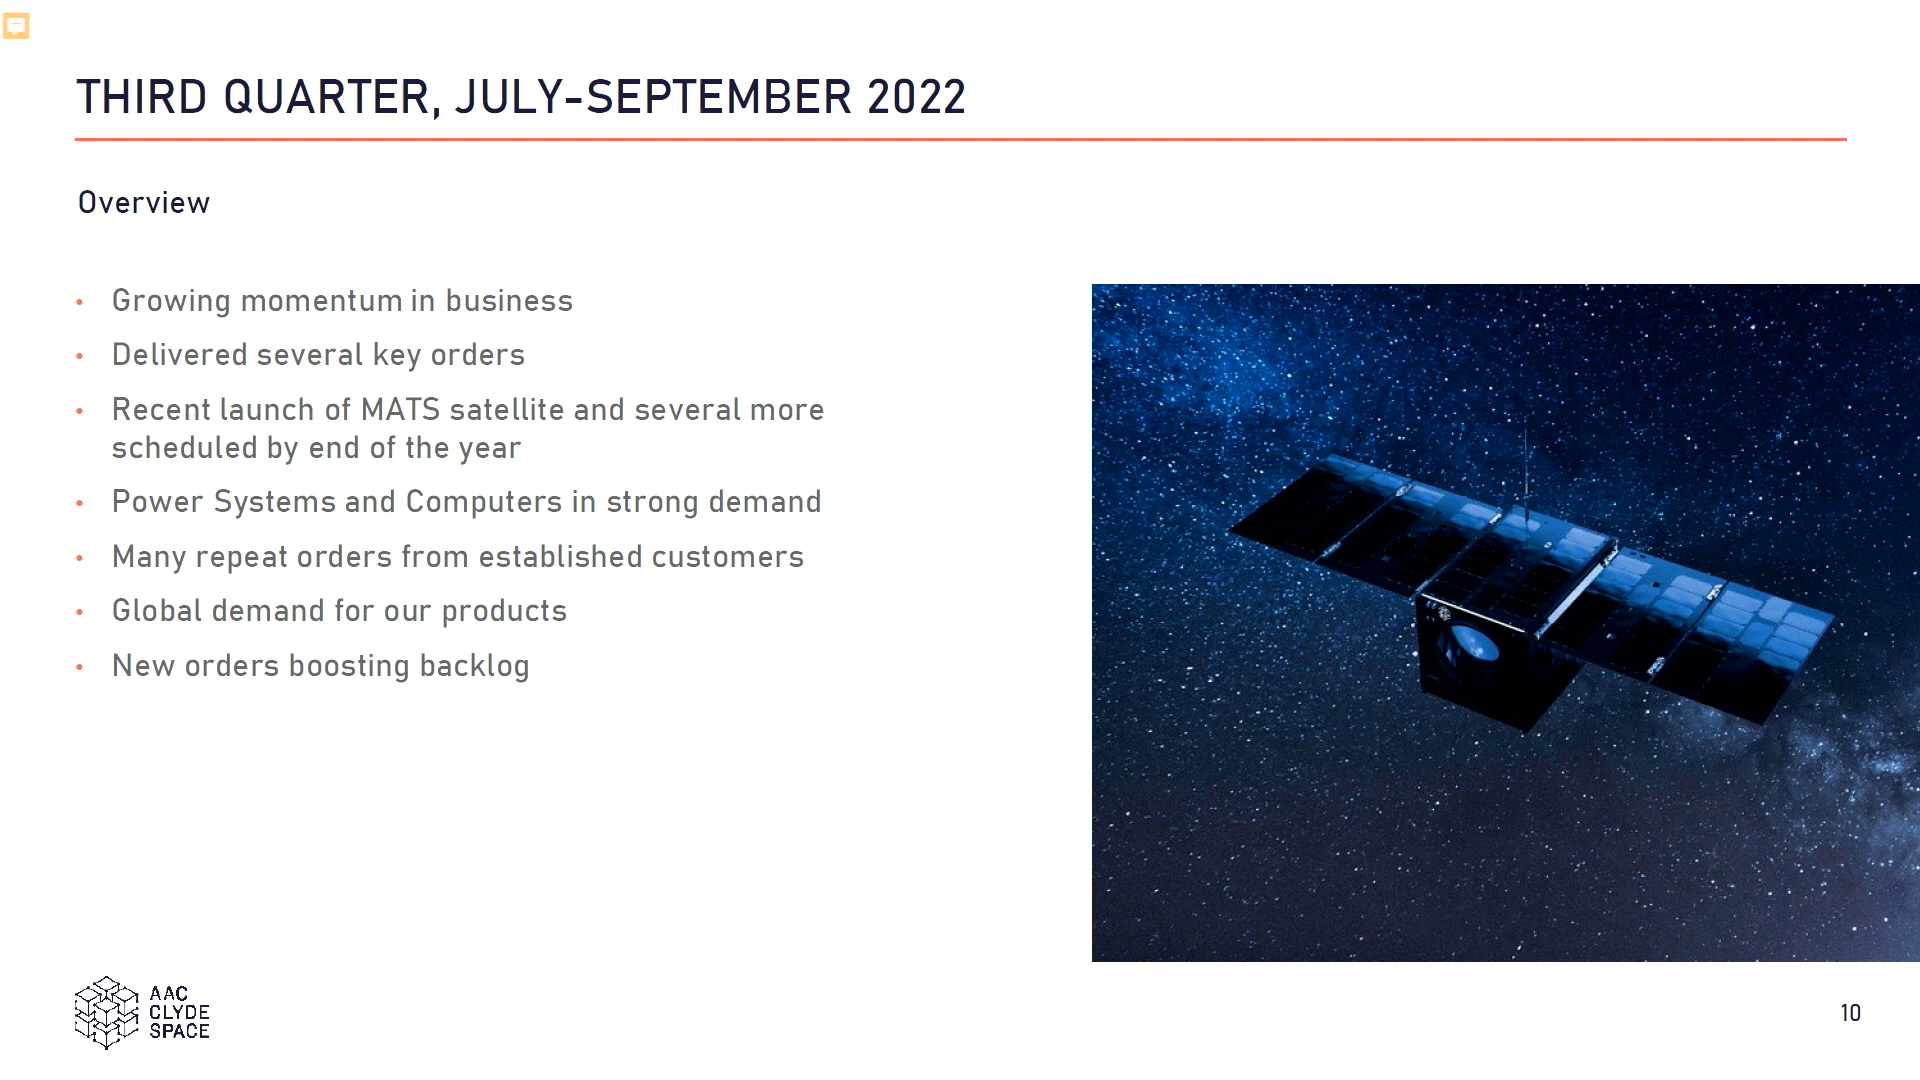 THIRD QUARTER, JULY-SEPTEMBER 2022
Overview
• Growing momentum in business
• Delivered several key orders
• Recent launch of MATS satellite and several more
scheduled by end of the year
• Power Systems and Computers in strong demand
• Many repeat orders from established customers
• Global demand for our products
• New orders boosting backlog
AAC
CLYDE
SPACE
10